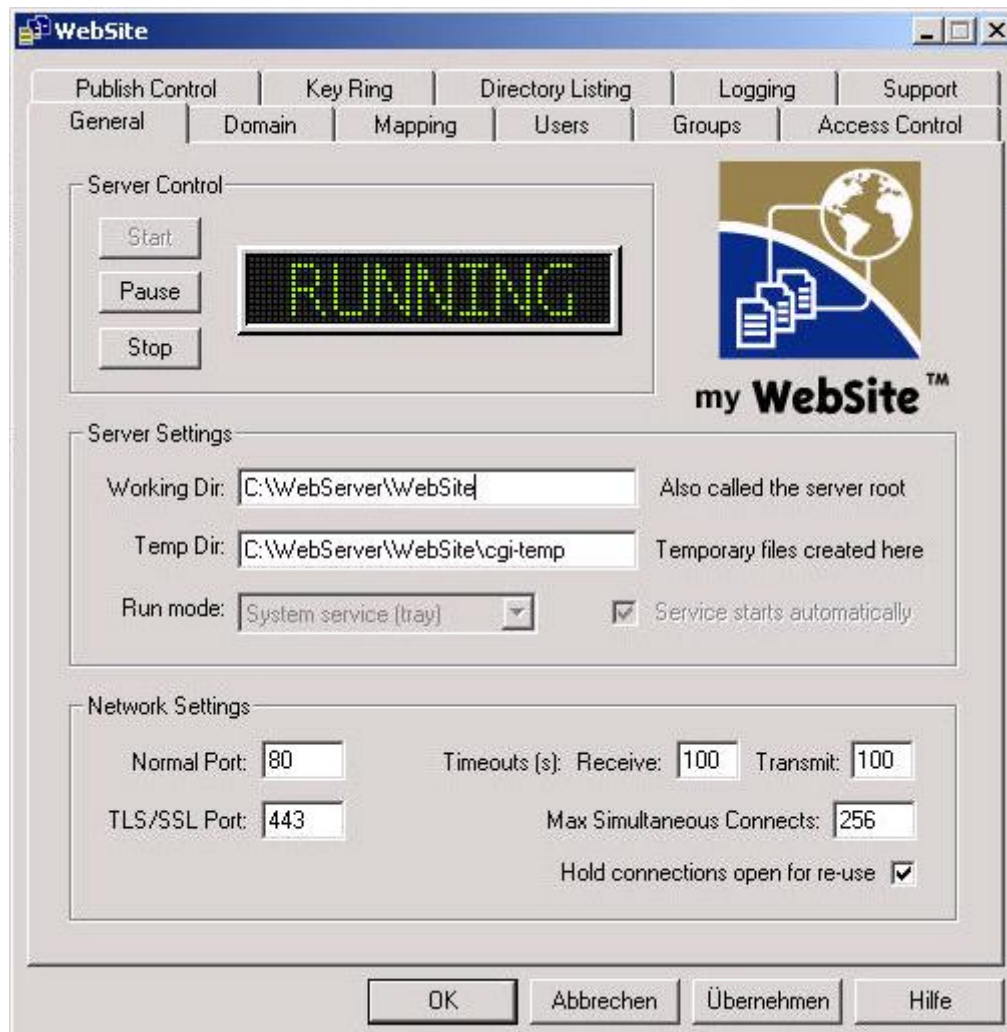 WebSite
Publish Control Key Ring Directory Listing Logging Support
General Domain Mapping Users Groups Access Control
Server Control
Start
Pause
Stop
RUNNING
my WebSite™
Server Settings
Working Dir: C:\WebServer\WebSite Also called the server root
Temp Dir: C:\WebServer\WebSite\cgi-temp Temporary files created here
Run mode: System service (tray) Service starts automatically
Network Settings
Normal Port: 80 Timeouts (s): Receive: 100 Transmit: 100
TLS/SSL Port: 443 Max Simultaneous Connects: 256
Hold connections open for re-use
OK Abbrechen Übernehmen Hilfe